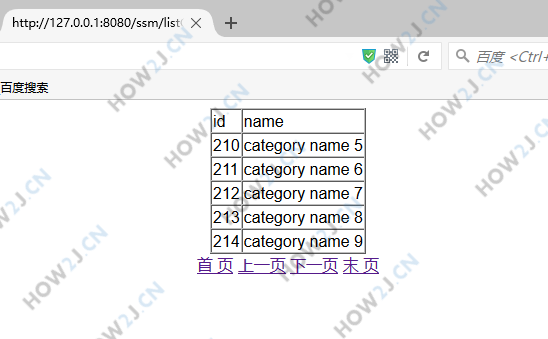 http://127.0.0.1:8080/ssm/list
百度 <Ctrl+
百度搜索
id name
210 category name 5
211 category name 6
212 category name 7
213 category name 8
214 category name 9
首 页 上一页 下一页 末 页
HOW2J.CN
HOW2J.CN
HOW2J.CN
HOW2J.CN
HOW2J.CN
HOW2J.CN
HOW2J.CN
HOW2J.CN
HOW2J.CN